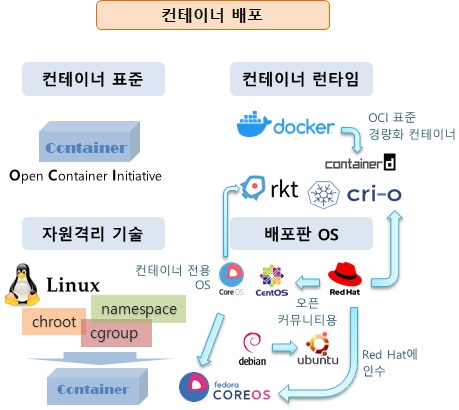 컨테이너 배포
컨테이너 표준
컨테이너 런타임
Container
Open Container Initiative
docker
OCI 표준
경량화 컨테이너
containerd
rkt
cri-o
자원격리 기술
배포판 OS
Linux
chroot
namespace
cgroup
Container
컨테이너 전용
OS
CoreOS
CentOS
Red Hat
오픈
커뮤니티용
debian
ubuntu
Red Hat에
인수
fedora
COREOS